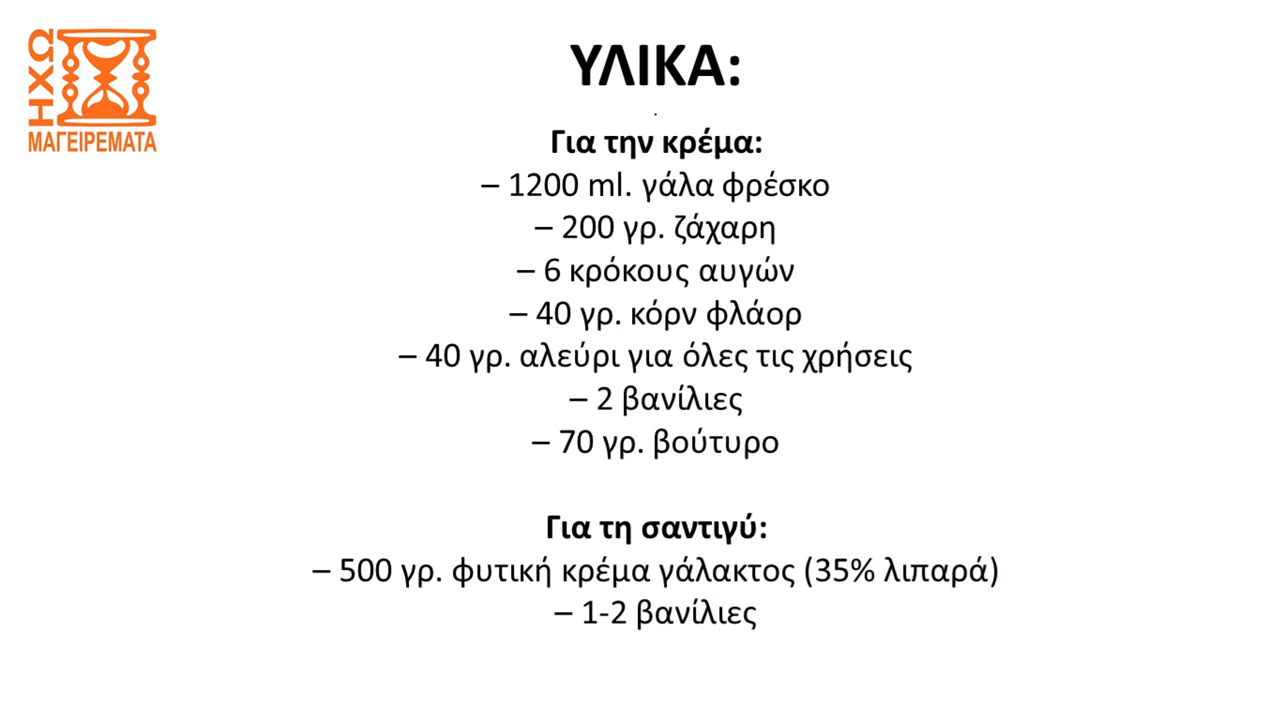 ΗΧΩ
ΜΑΓΕΙΡΕΜΑΤΑ
ΥΛΙΚΑ:
.
Για την κρέμα:
– 1200 ml. γάλα φρέσκο
– 200 γρ. ζάχαρη
– 6 κρόκους αυγών
– 40 γρ. κόρν φλάορ
– 40 γρ. αλεύρι για όλες τις χρήσεις
– 2 βανίλιες
– 70 γρ. βούτυρο
Για τη σαντιγύ:
– 500 γρ. φυτική κρέμα γάλακτος (35% λιπαρά)
– 1-2 βανίλιες